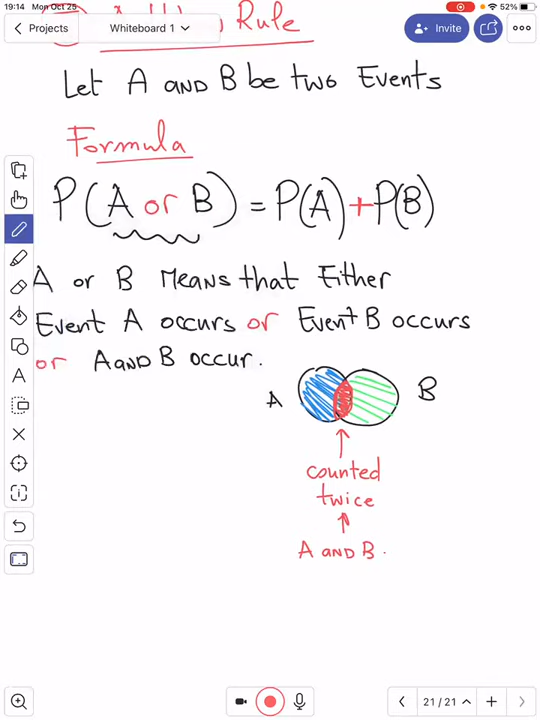 19:14 Mon Oct 25
52%
Projects
Whiteboard 1
Invite
Rule
Let A and B be two Events
Formula
P(A or B) = P(A) + P(B)
A or B Means that Either
Event A occurs or Event B occurs
or A and B occur.
A
B
counted
twice
A and B.
A
21/21